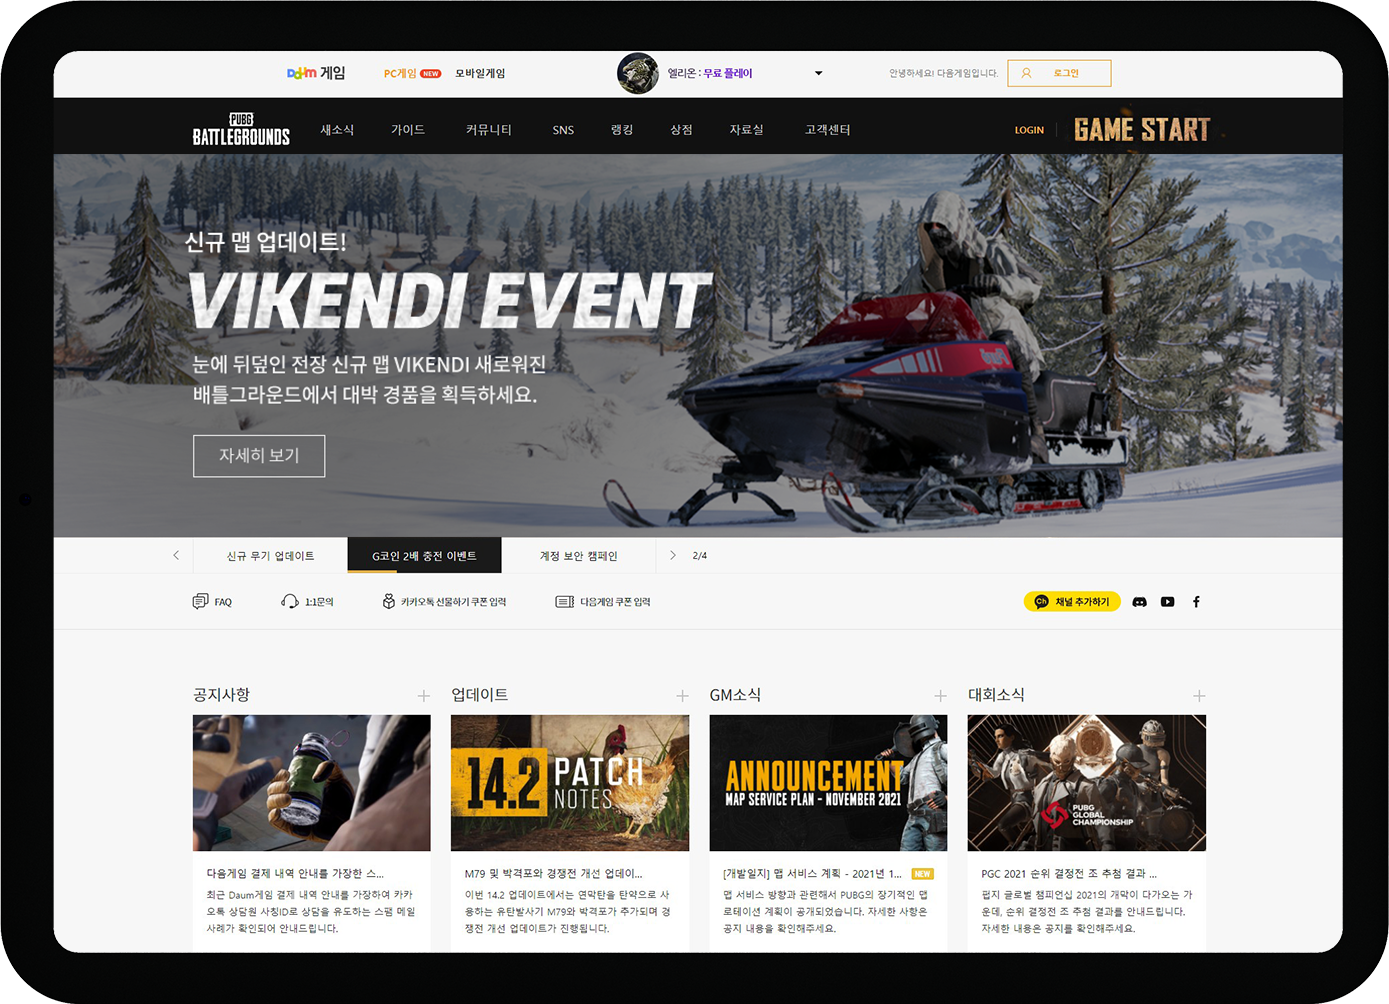 Daum 게임
PC게임 NEW 모바일게임
엘리온 : 무료 플레이
안녕하세요! 다음게임입니다.
로그인
PUBG
BATTLEGROUNDS
새소식 가이드 커뮤니티 SNS 랭킹 상점 자료실 고객센터
LOGIN
GAME START
신규 맵 업데이트!
VIKENDI EVENT
눈에 뒤덮인 전장 신규 맵 VIKENDI 새로워진
배틀그라운드에서 대박 경품을 획득하세요.
자세히 보기
신규 무기 업데이트
G코인 2배 충전 이벤트
계정 보안 캠페인
2/4
FAQ
1:1문의
카카오톡 선물하기 쿠폰 입력
다음게임 쿠폰 입력
Ch 채널 추가하기
공지사항
다음게임 결제 내역 안내를 가장한 스...
최근 Daum게임 결제 내역 안내를 가장하여 카카
오톡 상담원 사칭ID로 상담을 유도하는 스팸 메일
사례가 확인되어 안내드립니다.
업데이트
14.2 PATCH
NOTES
M79 및 박격포와 경쟁전 개선 업데이...
이번 14.2 업데이트에서는 연막탄을 탄약으로 사
용하는 유탄발사기 M79와 박격포가 추가되며 경
쟁전 개선 업데이트가 진행됩니다.
GM소식
ANNOUNCEMENT
MAP SERVICE PLAN - NOVEMBER 2021
[개발일지] 맵 서비스 계획 - 2021년 1... NEW
맵 서비스 방향과 관련해서 PUBG의 장기적인 맵
로테이션 계획이 공개되었습니다. 자세한 사항은
공지 내용을 확인해주세요.
대회소식
PUBG
GLOBAL
CHAMPIONSHIP
PGC 2021 순위 결정전 조 추첨 결과 ...
펍지 글로벌 챔피언십 2021의 개막이 다가오는 가
운데, 순위 결정전 조 추첨 결과를 안내드립니다.
자세한 내용은 공지를 확인해주세요.